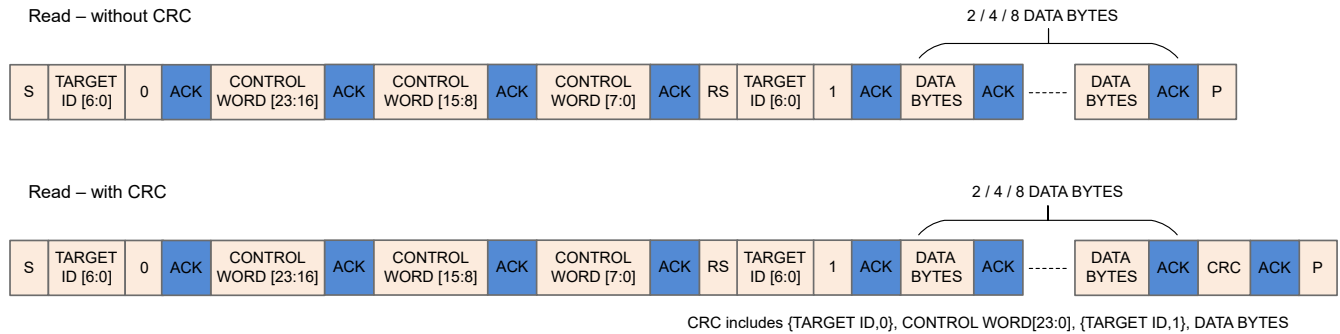 Read – without CRC
2 / 4 / 8 DATA BYTES
S TARGET ID [6:0] 0 ACK CONTROL WORD [23:16] ACK CONTROL WORD [15:8] ACK CONTROL WORD [7:0] ACK RS TARGET ID [6:0] 1 ACK DATA BYTES ACK DATA BYTES ACK P
Read – with CRC
2 / 4 / 8 DATA BYTES
S TARGET ID [6:0] 0 ACK CONTROL WORD [23:16] ACK CONTROL WORD [15:8] ACK CONTROL WORD [7:0] ACK RS TARGET ID [6:0] 1 ACK DATA BYTES ACK DATA BYTES ACK CRC ACK P
CRC includes {TARGET ID,0}, CONTROL WORD[23:0], {TARGET ID,1}, DATA BYTES